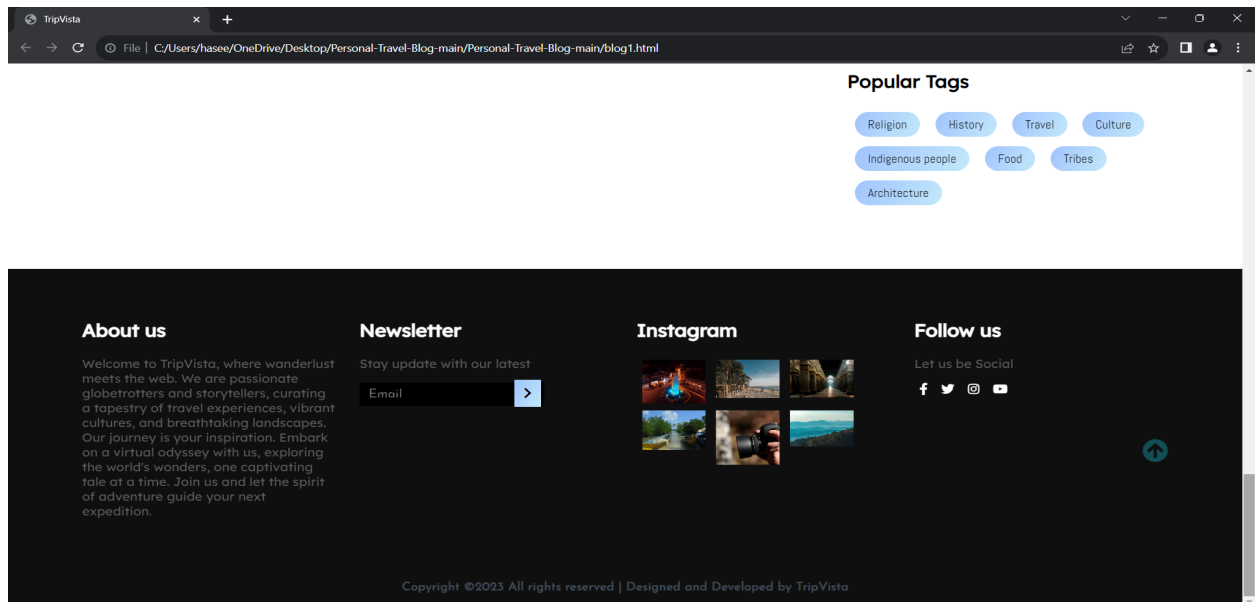 TripVista
File C:/Users/hasee/OneDrive/Desktop/Personal-Travel-Blog-main/Personal-Travel-Blog-main/blog1.html
Popular Tags
Religion History Travel Culture
Indigenous people Food Tribes
Architecture
About us
Welcome to TripVista, where wanderlust
meets the web. We are passionate
globetrotters and storytellers, curating
a tapestry of travel experiences, vibrant
cultures, and breathtaking landscapes.
Our journey is your inspiration. Embark
on a virtual odyssey with us, exploring
the world's wonders, one captivating
tale at a time. Join us and let the spirit
of adventure guide your next
expedition.
Newsletter
Stay update with our latest
Email
Instagram
Follow us
Let us be Social
Copyright ©2023 All rights reserved | Designed and Developed by TripVista